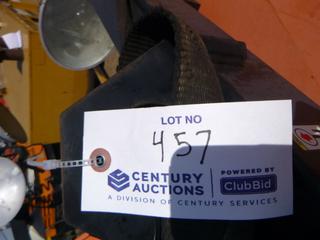 LOT NO
457
CENTURY AUCTIONS
POWERED BY
ClubBid
A DIVISION OF CENTURY SERVICES